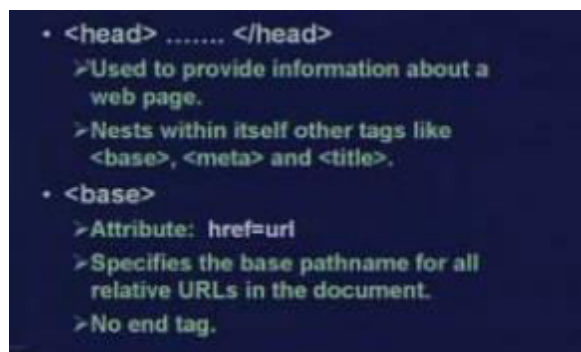 • <head> ....... </head>
➢Used to provide information about a
web page.
➢Nests within itself other tags like
<base>, <meta> and <title>.
• <base>
➢Attribute: href=url
➢Specifies the base pathname for all
relative URLs in the document.
➢No end tag.